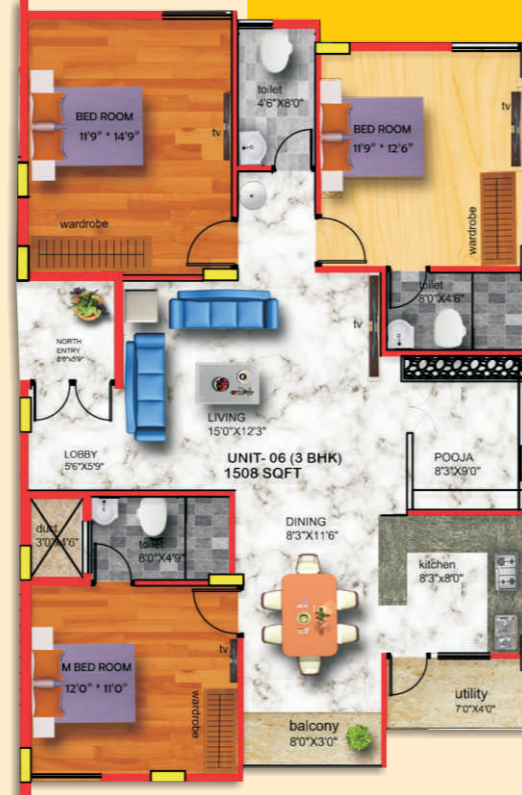 toilet
4'6"X8'0"
BED ROOM
11'9" * 14'9"
tv
wardrobe
BED ROOM
11'9" * 12'6"
tv
wardrobe
toilet
8'0"X4'6"
tv
NORTH
ENTRY
LIVING
15'0"X12'3"
LOBBY
5'6"X5'9"
UNIT- 06 (3 BHK)
1508 SQFT
POOJA
8'3"X9'0"
duct
3'0"x4'6"
toilet
8'0"X4'9"
DINING
8'3"X11'6"
kitchen
8'3"x8'0"
M BED ROOM
12'0" * 11'0"
tv
wardrobe
balcony
8'0"X3'0"
utility
7'0"X4'0"